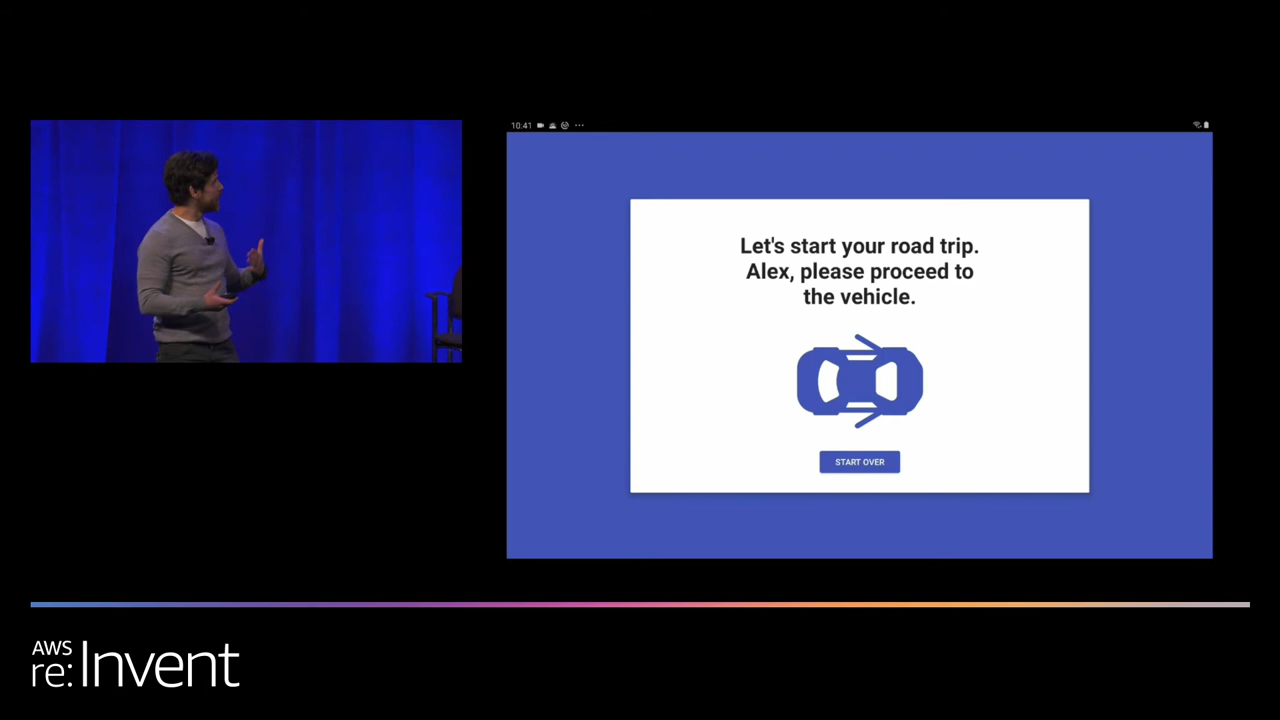 10:41
Let's start your road trip.
Alex, please proceed to
the vehicle.
START OVER
AWS
re:Invent